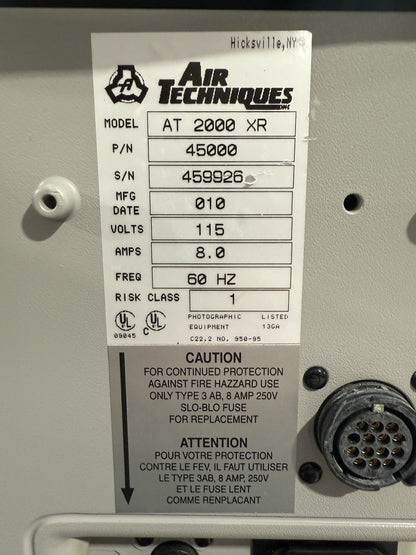 Hicksville,NY
AIR
TECHNIQUES INC
MODEL AT 2000 XR
P/N 45000
S/N 459926
MFG DATE 010
VOLTS 115
AMPS 8.0
FREQ 60 HZ
RISK CLASS 1
UL UL PHOTOGRAPHIC LISTED
C EQUIPMENT 13GA
09045 C22.2 NO. 950-95
CAUTION
FOR CONTINUED PROTECTION
AGAINST FIRE HAZZARD USE
ONLY TYPE 3 AB, 8 AMP 250V
SLO-BLO FUSE
FOR REPLACEMENT
ATTENTION
POUR VOTRE PROTECTION
CONTRE LE FEV, IL FAUT UTILISER
LE TYPE 3AB, 8 AMP, 250V
ET LE FUSE LENT
COMME RENPLACANT